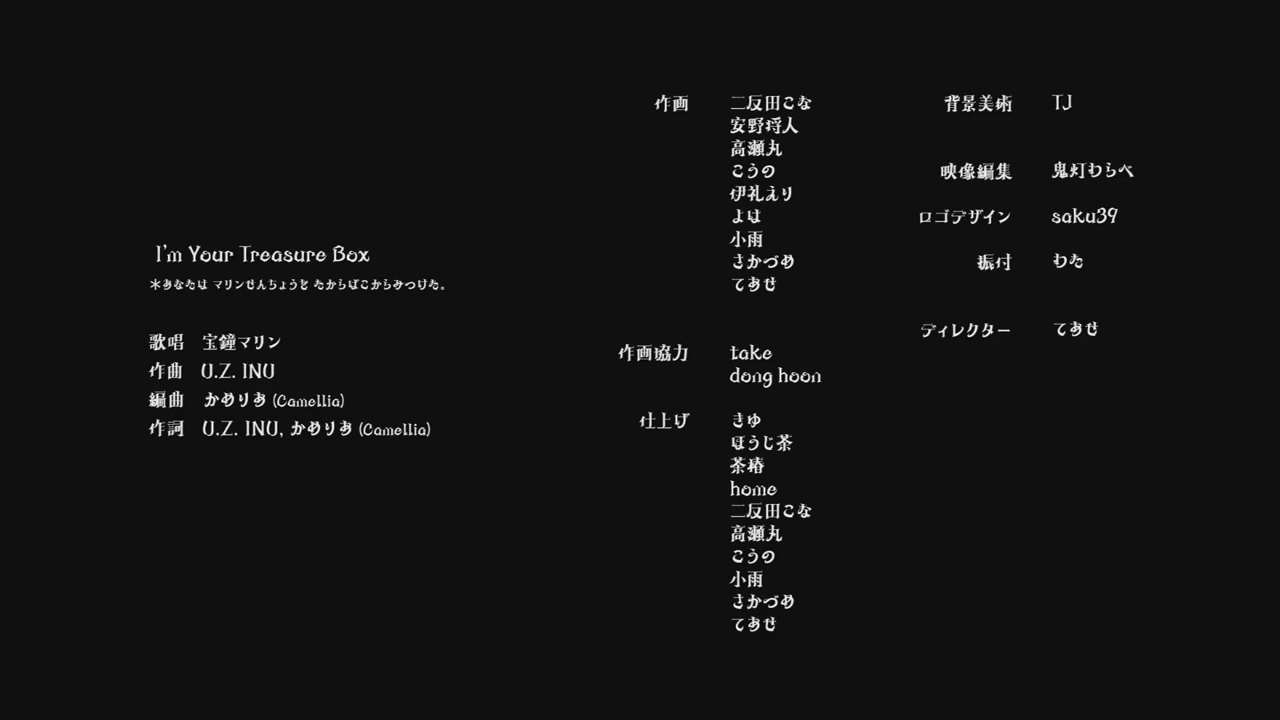 I'm Your Treasure Box
＊あなたは マリンせんちょうを たからばこからみつけた。
歌唱 宝鐘マリン
作曲 U.Z. INU
編曲 かめりあ (Camellia)
作詞 U.Z. INU, かめりあ (Camellia)
作画 二反田こな
安野将人
高瀬丸
こうの
伊礼えり
よは
小雨
さかづめ
てあせ
作画協力 take
dong hoon
仕上げ きゅ
ほうじ茶
茶椿
home
二反田こな
高瀬丸
こうの
小雨
さかづめ
てあせ
背景美術 TJ
映像編集 鬼灯わらべ
ロゴデザイン saku39
振付 わた
ディレクター てあせ